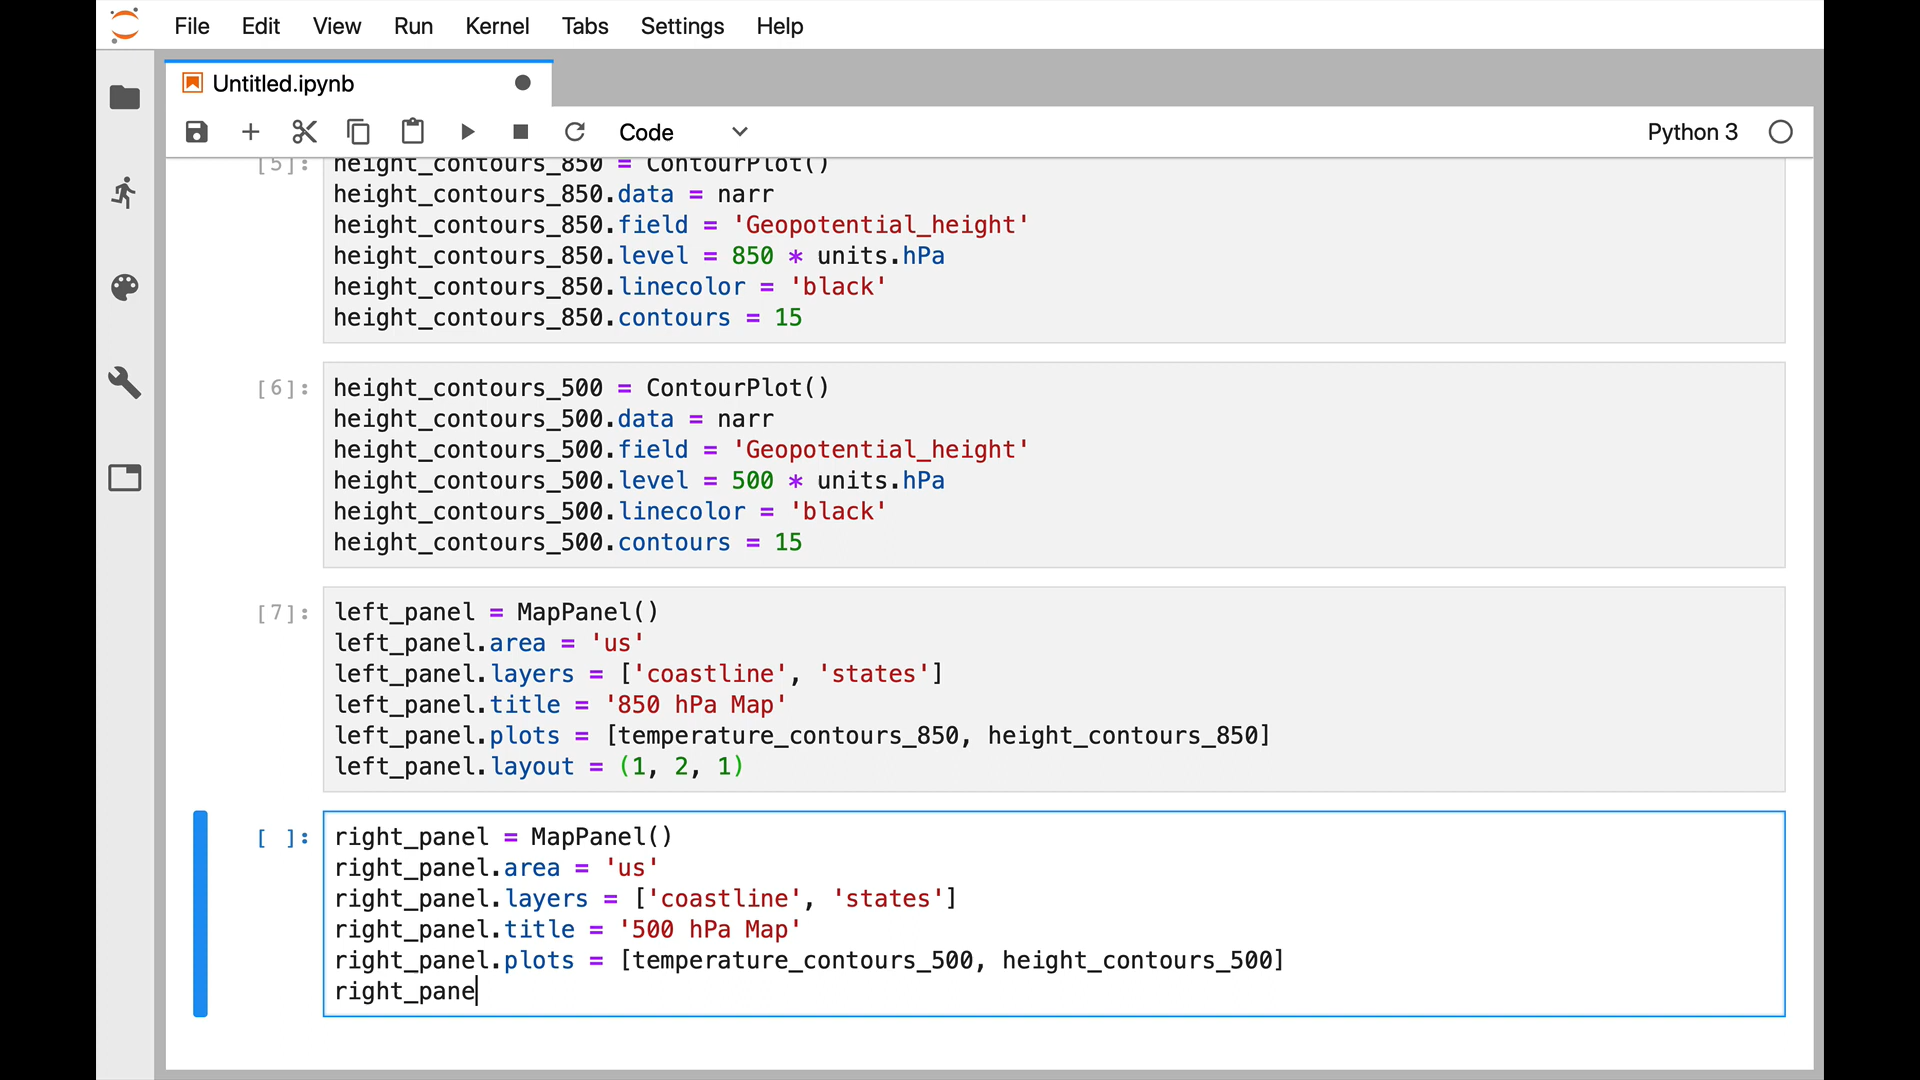 File Edit View Run Kernel Tabs Settings Help
Untitled.ipynb
Code
Python 3
[5]: height_contours_850 = ContourPlot()
height_contours_850.data = narr
height_contours_850.field = 'Geopotential_height'
height_contours_850.level = 850 * units.hPa
height_contours_850.linecolor = 'black'
height_contours_850.contours = 15
[6]: height_contours_500 = ContourPlot()
height_contours_500.data = narr
height_contours_500.field = 'Geopotential_height'
height_contours_500.level = 500 * units.hPa
height_contours_500.linecolor = 'black'
height_contours_500.contours = 15
[7]: left_panel = MapPanel()
left_panel.area = 'us'
left_panel.layers = ['coastline', 'states']
left_panel.title = '850 hPa Map'
left_panel.plots = [temperature_contours_850, height_contours_850]
left_panel.layout = (1, 2, 1)
[ ]: right_panel = MapPanel()
right_panel.area = 'us'
right_panel.layers = ['coastline', 'states']
right_panel.title = '500 hPa Map'
right_panel.plots = [temperature_contours_500, height_contours_500]
right_pane